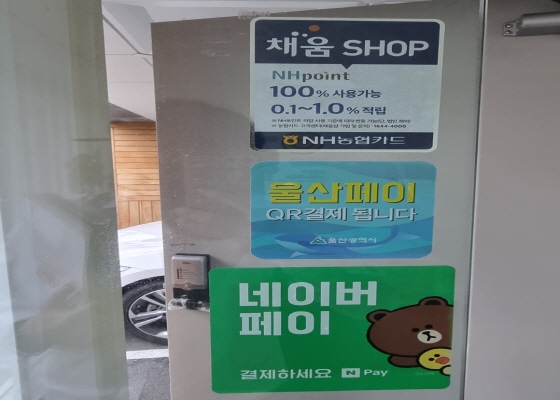 채움 SHOP
NHpoint
100% 사용가능
0.1~1.0% 적립
NH농협카드
울산페이
QR결제 됩니다
울산광역시
네이버
페이
결제하세요 N Pay